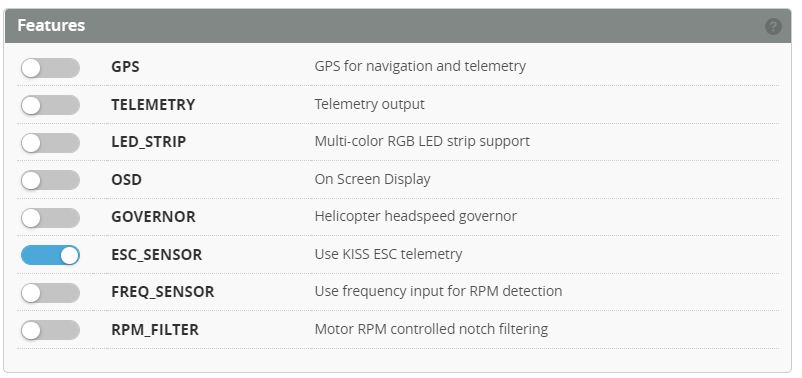 Features
GPS GPS for navigation and telemetry
TELEMETRY Telemetry output
LED_STRIP Multi-color RGB LED strip support
OSD On Screen Display
GOVERNOR Helicopter headspeed governor
ESC_SENSOR Use KISS ESC telemetry
FREQ_SENSOR Use frequency input for RPM detection
RPM_FILTER Motor RPM controlled notch filtering